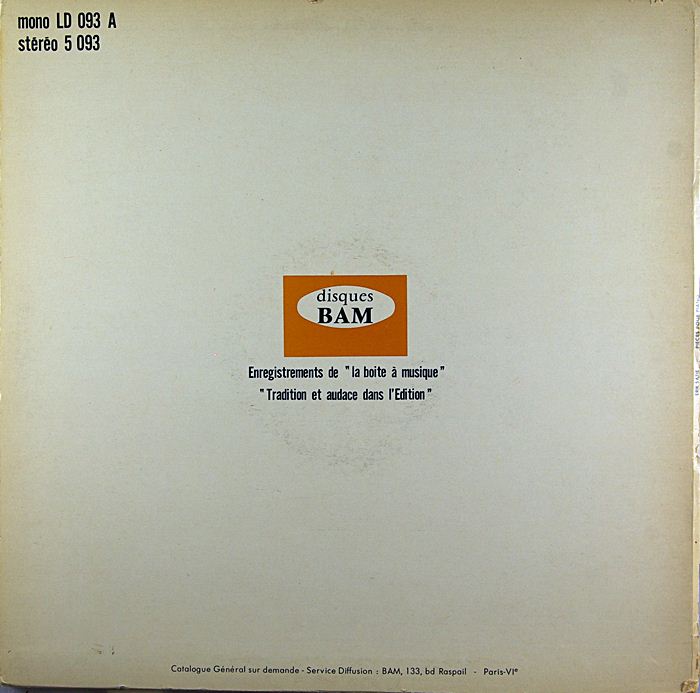 mono LD 093 A
stéréo 5 093
disques
BAM
Enregistrements de "la boite à musique"
"Tradition et audace dans l'Edition"
Catalogue Général sur demande - Service Diffusion : BAM, 133, bd Raspail - Paris-VIe